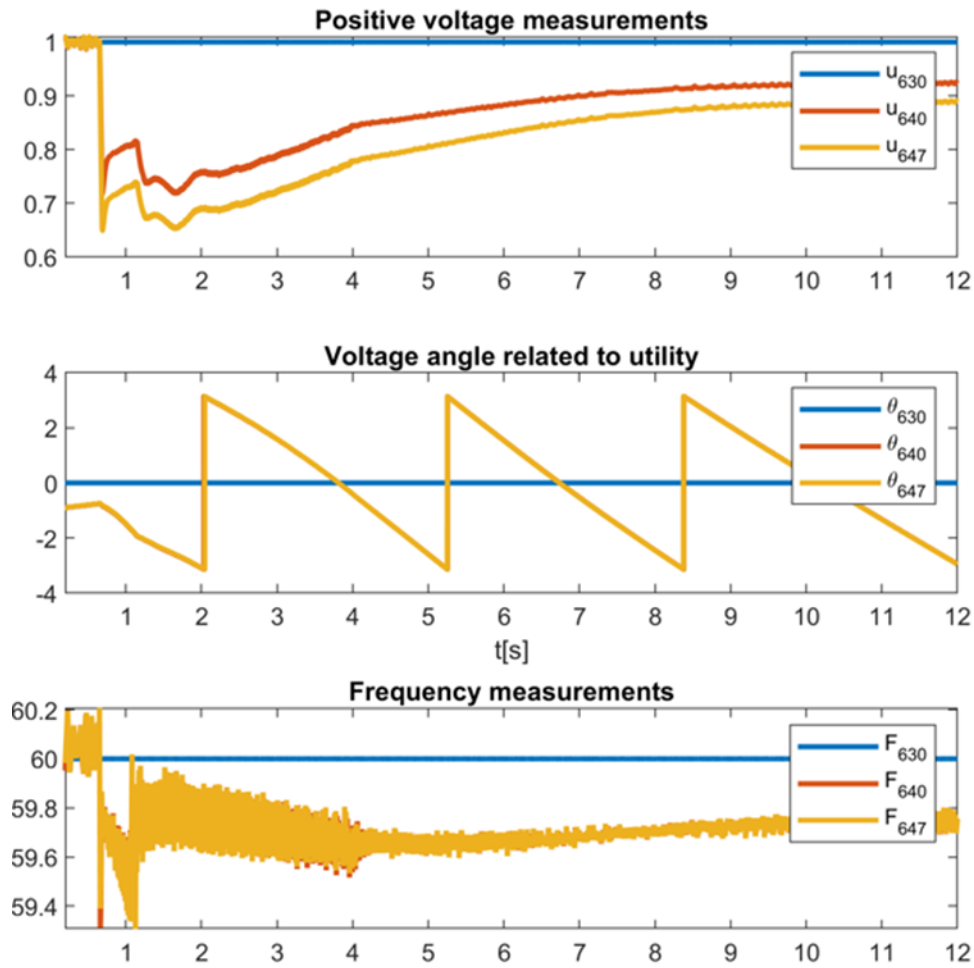 Positive voltage measurements
1
0.9
0.8
0.7
0.6
u630
u640
u647
1 2 3 4 5 6 7 8 9 10 11 12
Voltage angle related to utility
4
2
0
-2
-4
θ630
θ640
θ647
1 2 3 4 5 6 7 8 9 10 11 12
t[s]
Frequency measurements
60.2
60
59.8
59.6
59.4
F630
F640
F647
1 2 3 4 5 6 7 8 9 10 11 12